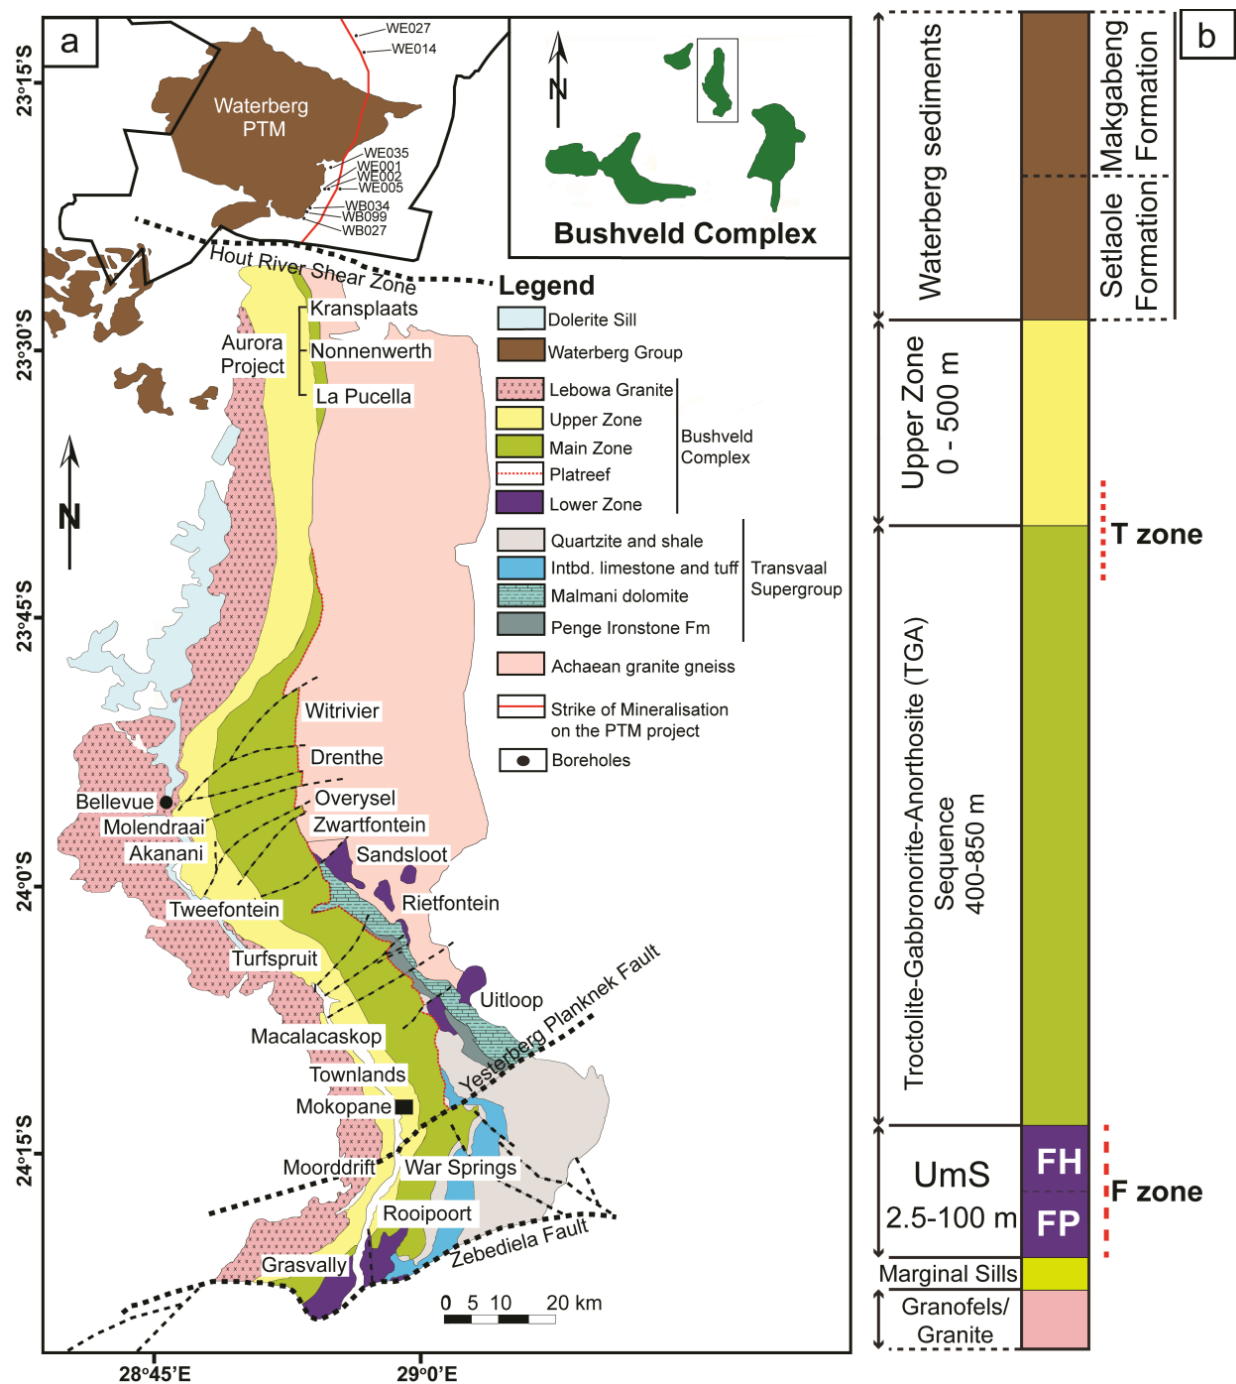 a
WE027
WE014
Waterberg
PTM
WE035
WE001
WE002
WE005
WB034
WB099
WB027
Hout River Shear Zone
N
Bushveld Complex
23°15'S
23°30'S
23°45'S
24°0'S
24°15'S
28°45'E
29°0'E
Kransplaats
Aurora
Project
Nonnenwerth
La Pucella
N
Witrivier
Drenthe
Bellevue
Overysel
Molendraai
Zwartfontein
Akanani
Sandsloot
Tweefontein
Rietfontein
Turfspruit
Uitloop
Macalacaskop
Yesterberg Planknek Fault
Townlands
Mokopane
Moorddrift
War Springs
Rooipoort
Grasvally
Zebediela Fault
0 5 10 20 km
Legend
Dolerite Sill
Waterberg Group
Lebowa Granite
Upper Zone
Main Zone
Platreef
Lower Zone
Bushveld
Complex
Quartzite and shale
Intbd. limestone and tuff
Malmani dolomite
Penge Ironstone Fm
Transvaal
Supergroup
Achaean granite gneiss
Strike of Mineralisation
on the PTM project
Boreholes
b
Waterberg sediments
Makgabeng
Formation
Setlaole
Formation
Upper Zone
0 - 500 m
T zone
Troctolite-Gabbronorite-Anorthosite (TGA)
Sequence
400-850 m
UmS
2.5-100 m
FH
FP
F zone
Marginal Sills
Granofels/
Granite